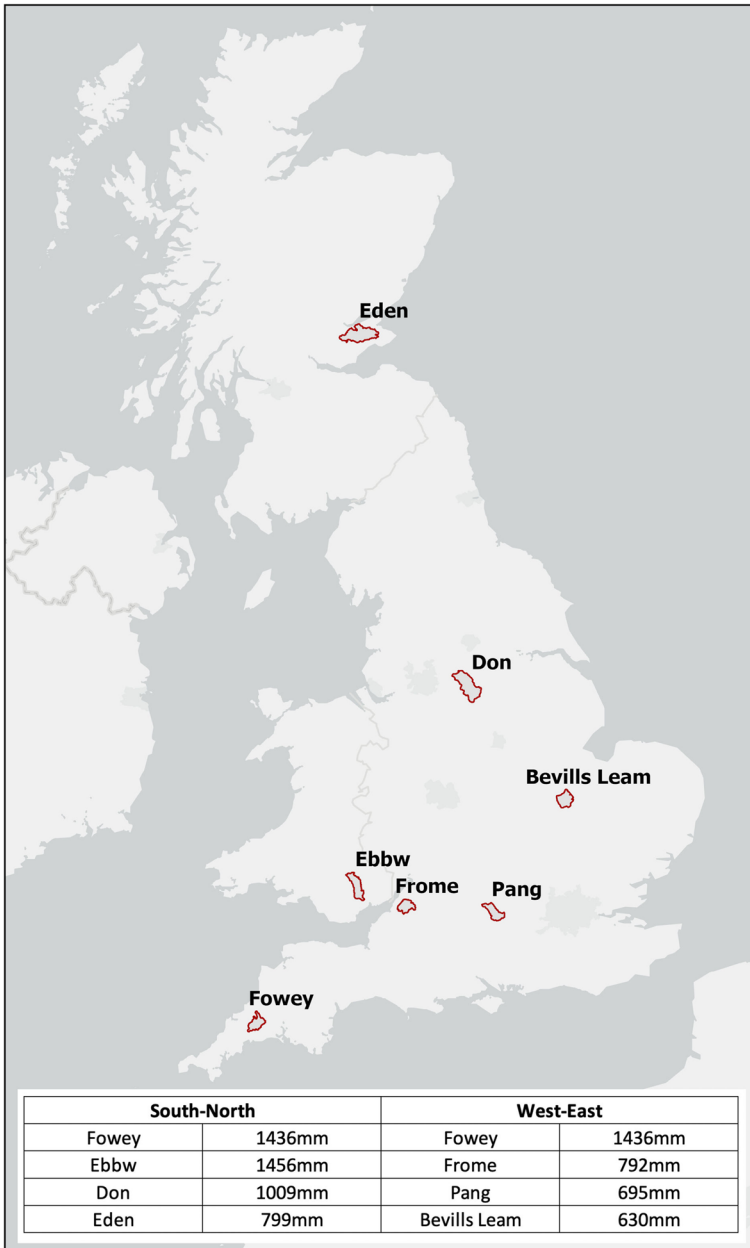 Eden
Don
Bevills Leam
Ebbw
Frome
Pang
Fowey
South-North West-East
Fowey 1436mm Fowey 1436mm
Ebbw 1456mm Frome 792mm
Don 1009mm Pang 695mm
Eden 799mm Bevills Leam 630mm